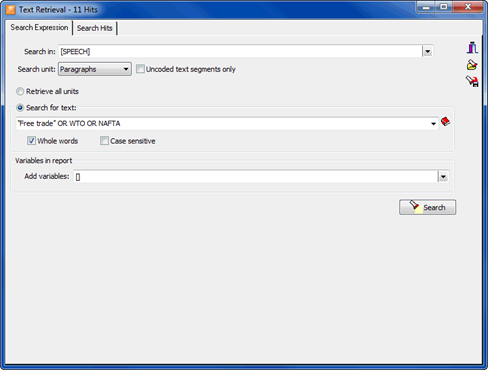 Text Retrieval - 11 Hits
Search Expression Search Hits
Search in: [SPEECH]
Search unit: Paragraphs Uncoded text segments only
Retrieve all units
Search for text:
"Free trade" OR WTO OR NAFTA
Whole words Case sensitive
Variables in report
Add variables: []
Search